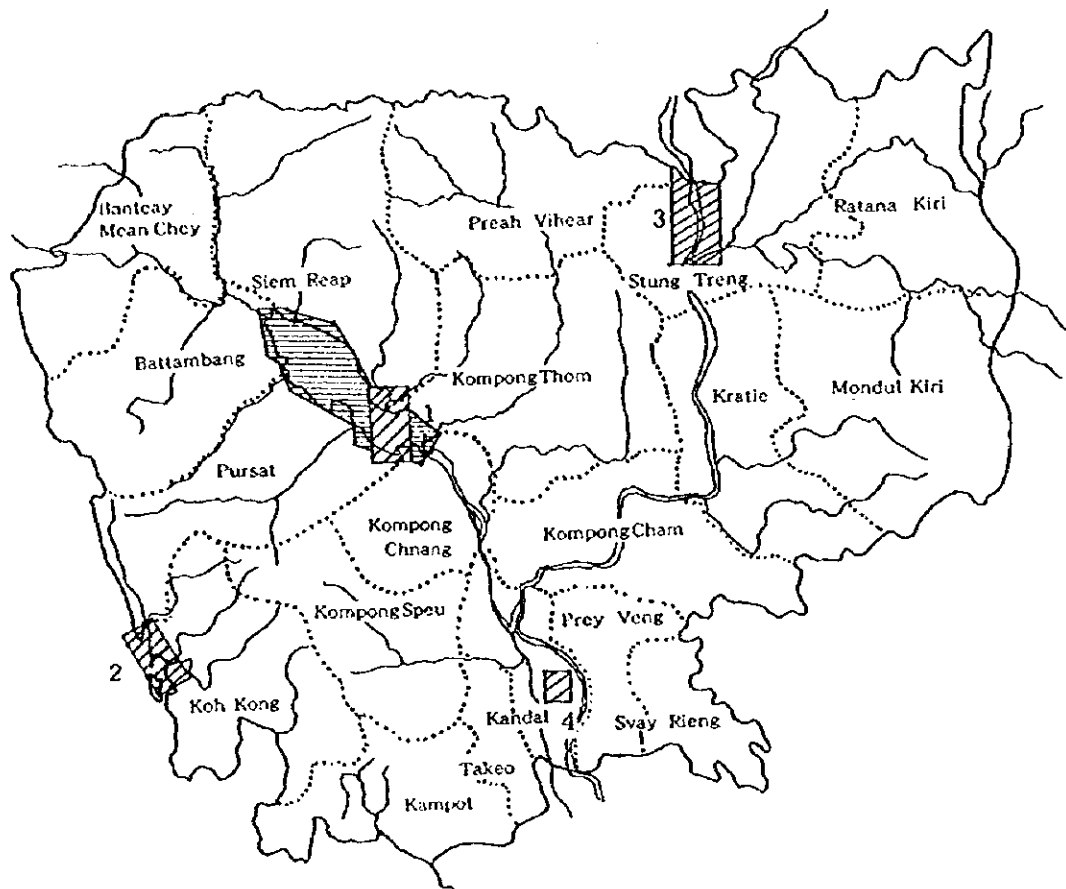 Banteay
Mean Chey
Siem Reap
Preah Vihear
3
Ratana Kiri
Stung Treng
Battambang
Kompong Thom
1
Kratie
Mondul Kiri
Pursat
Kompong
Chnang
Kompong Cham
Kompong Speu
Prey Veng
2
Koh Kong
Kandal
4
Svay Rieng
Takeo
Kampot